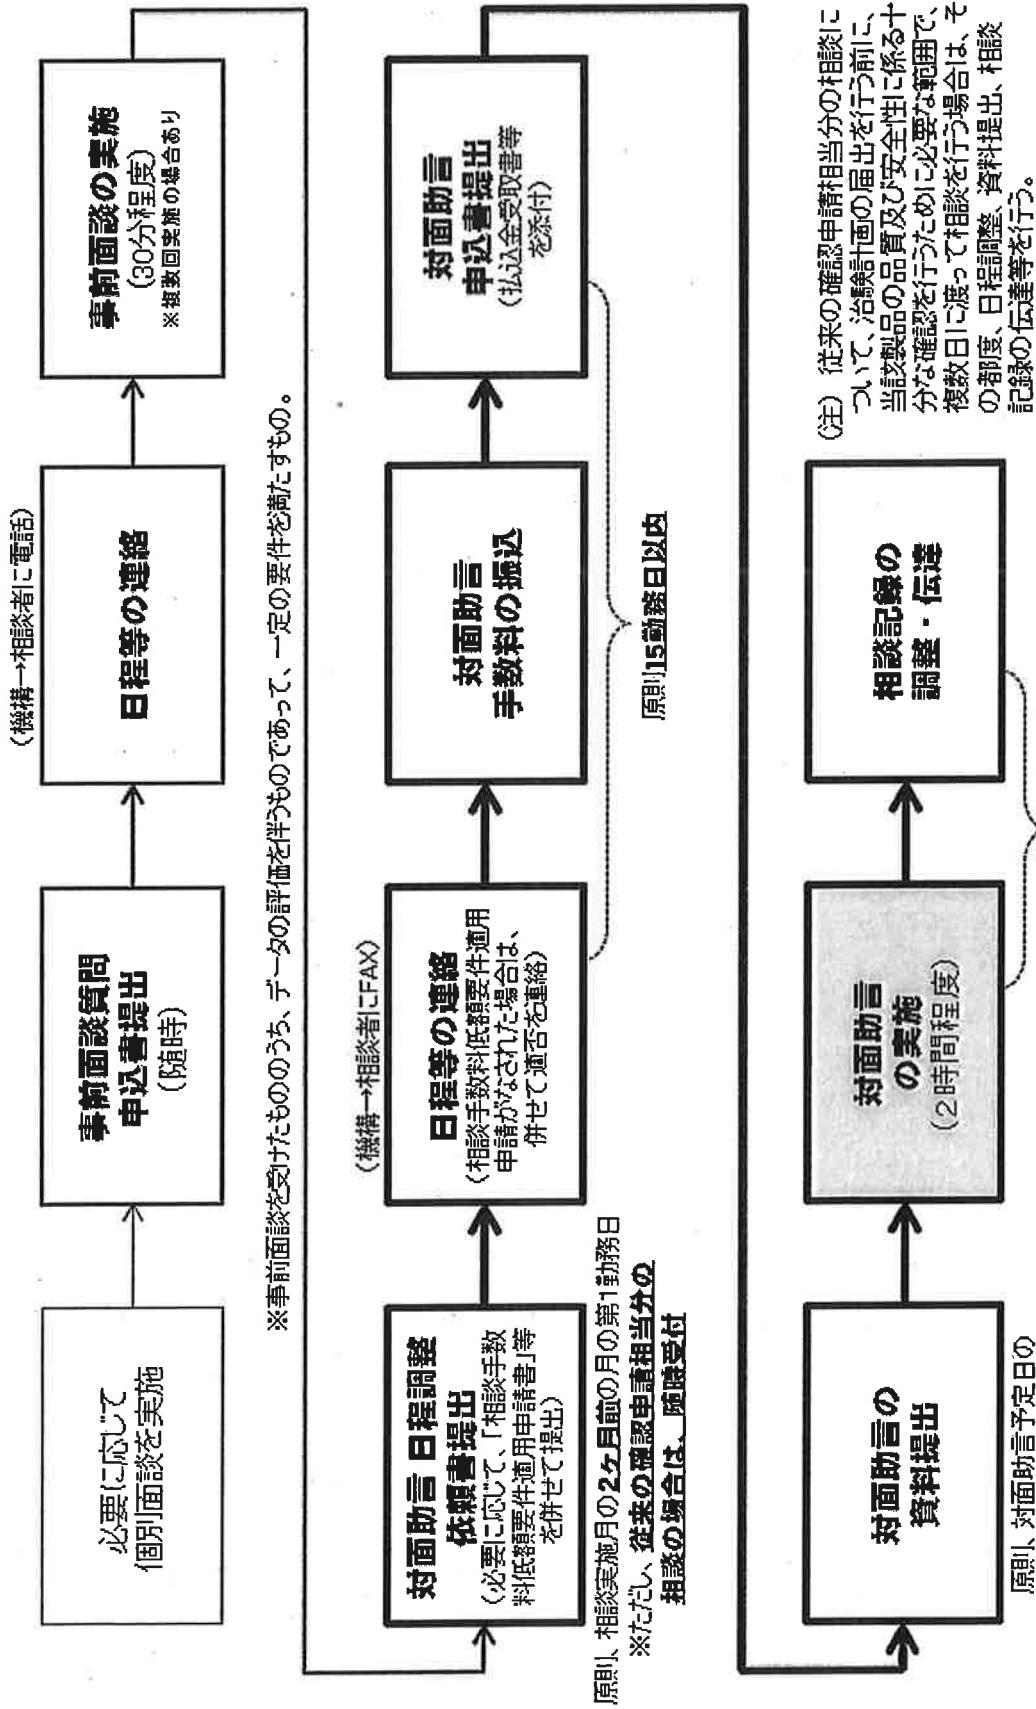 必要に応じて
個別面談を実施
事前面談質問
申込書提出
（随時）
（機構→相談者に電話）
日程等の連絡
事前面談の実施
（30分程度）
※複数回実施の場合あり
※事前面談を受けたもののうち、データの評価を伴うものであって、一定の要件を満たすもの。
対面助言 日程調整
依頼書提出
（必要に応じて、「相談手数
料低額要件適用申請書」等
を併せて提出）
原則、相談実施月の2ヶ月前の月の第1勤務日
※ただし、従来の確認申請相当分の
相談の場合は、随時受付
（機構→相談者にFAX）
日程等の連絡
（相談手数料低額要件適用
申請がなされた場合は、
併せて適否を連絡）
対面助言
手数料の振込
対面助言
申込書提出
（払込金受取書等
を添付）
原則15勤務日以内
対面助言の
資料提出
原則、対面助言予定日の
対面助言
の実施
（2時間程度）
相談記録の
調整・伝達
（注）従来の確認申請相当分の相談に
ついて、治験計画の届出を行う前に、
当該製品の品質及び安全性に係る十
分な確認を行うために必要な範囲で、
複数日に渡って相談を行う場合は、そ
の都度、日程調整、資料提出、相談
記録の伝達等を行う。